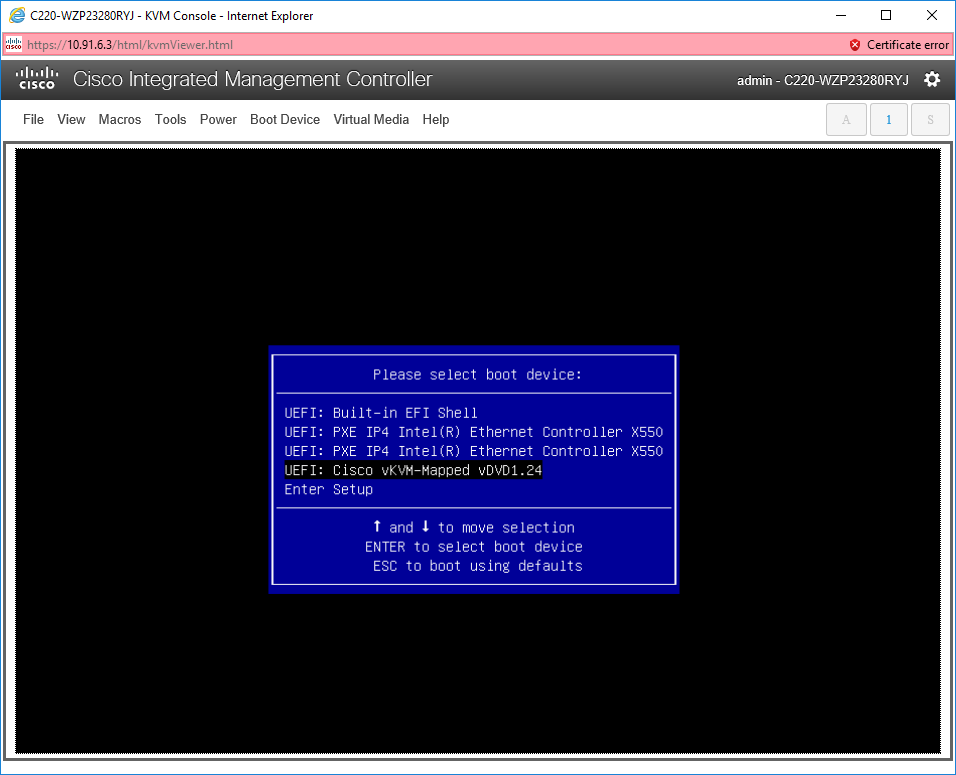 C220-WZP23280RYJ - KVM Console - Internet Explorer
cisco https://10.91.6.3/html/kvmViewer.html Certificate error
cisco Cisco Integrated Management Controller admin - C220-WZP23280RYJ
File View Macros Tools Power Boot Device Virtual Media Help A 1 S
Please select boot device:
UEFI: Built-in EFI Shell
UEFI: PXE IP4 Intel(R) Ethernet Controller X550
UEFI: PXE IP4 Intel(R) Ethernet Controller X550
UEFI: Cisco vKVM-Mapped vDVD1.24
Enter Setup
↑ and ↓ to move selection
ENTER to select boot device
ESC to boot using defaults